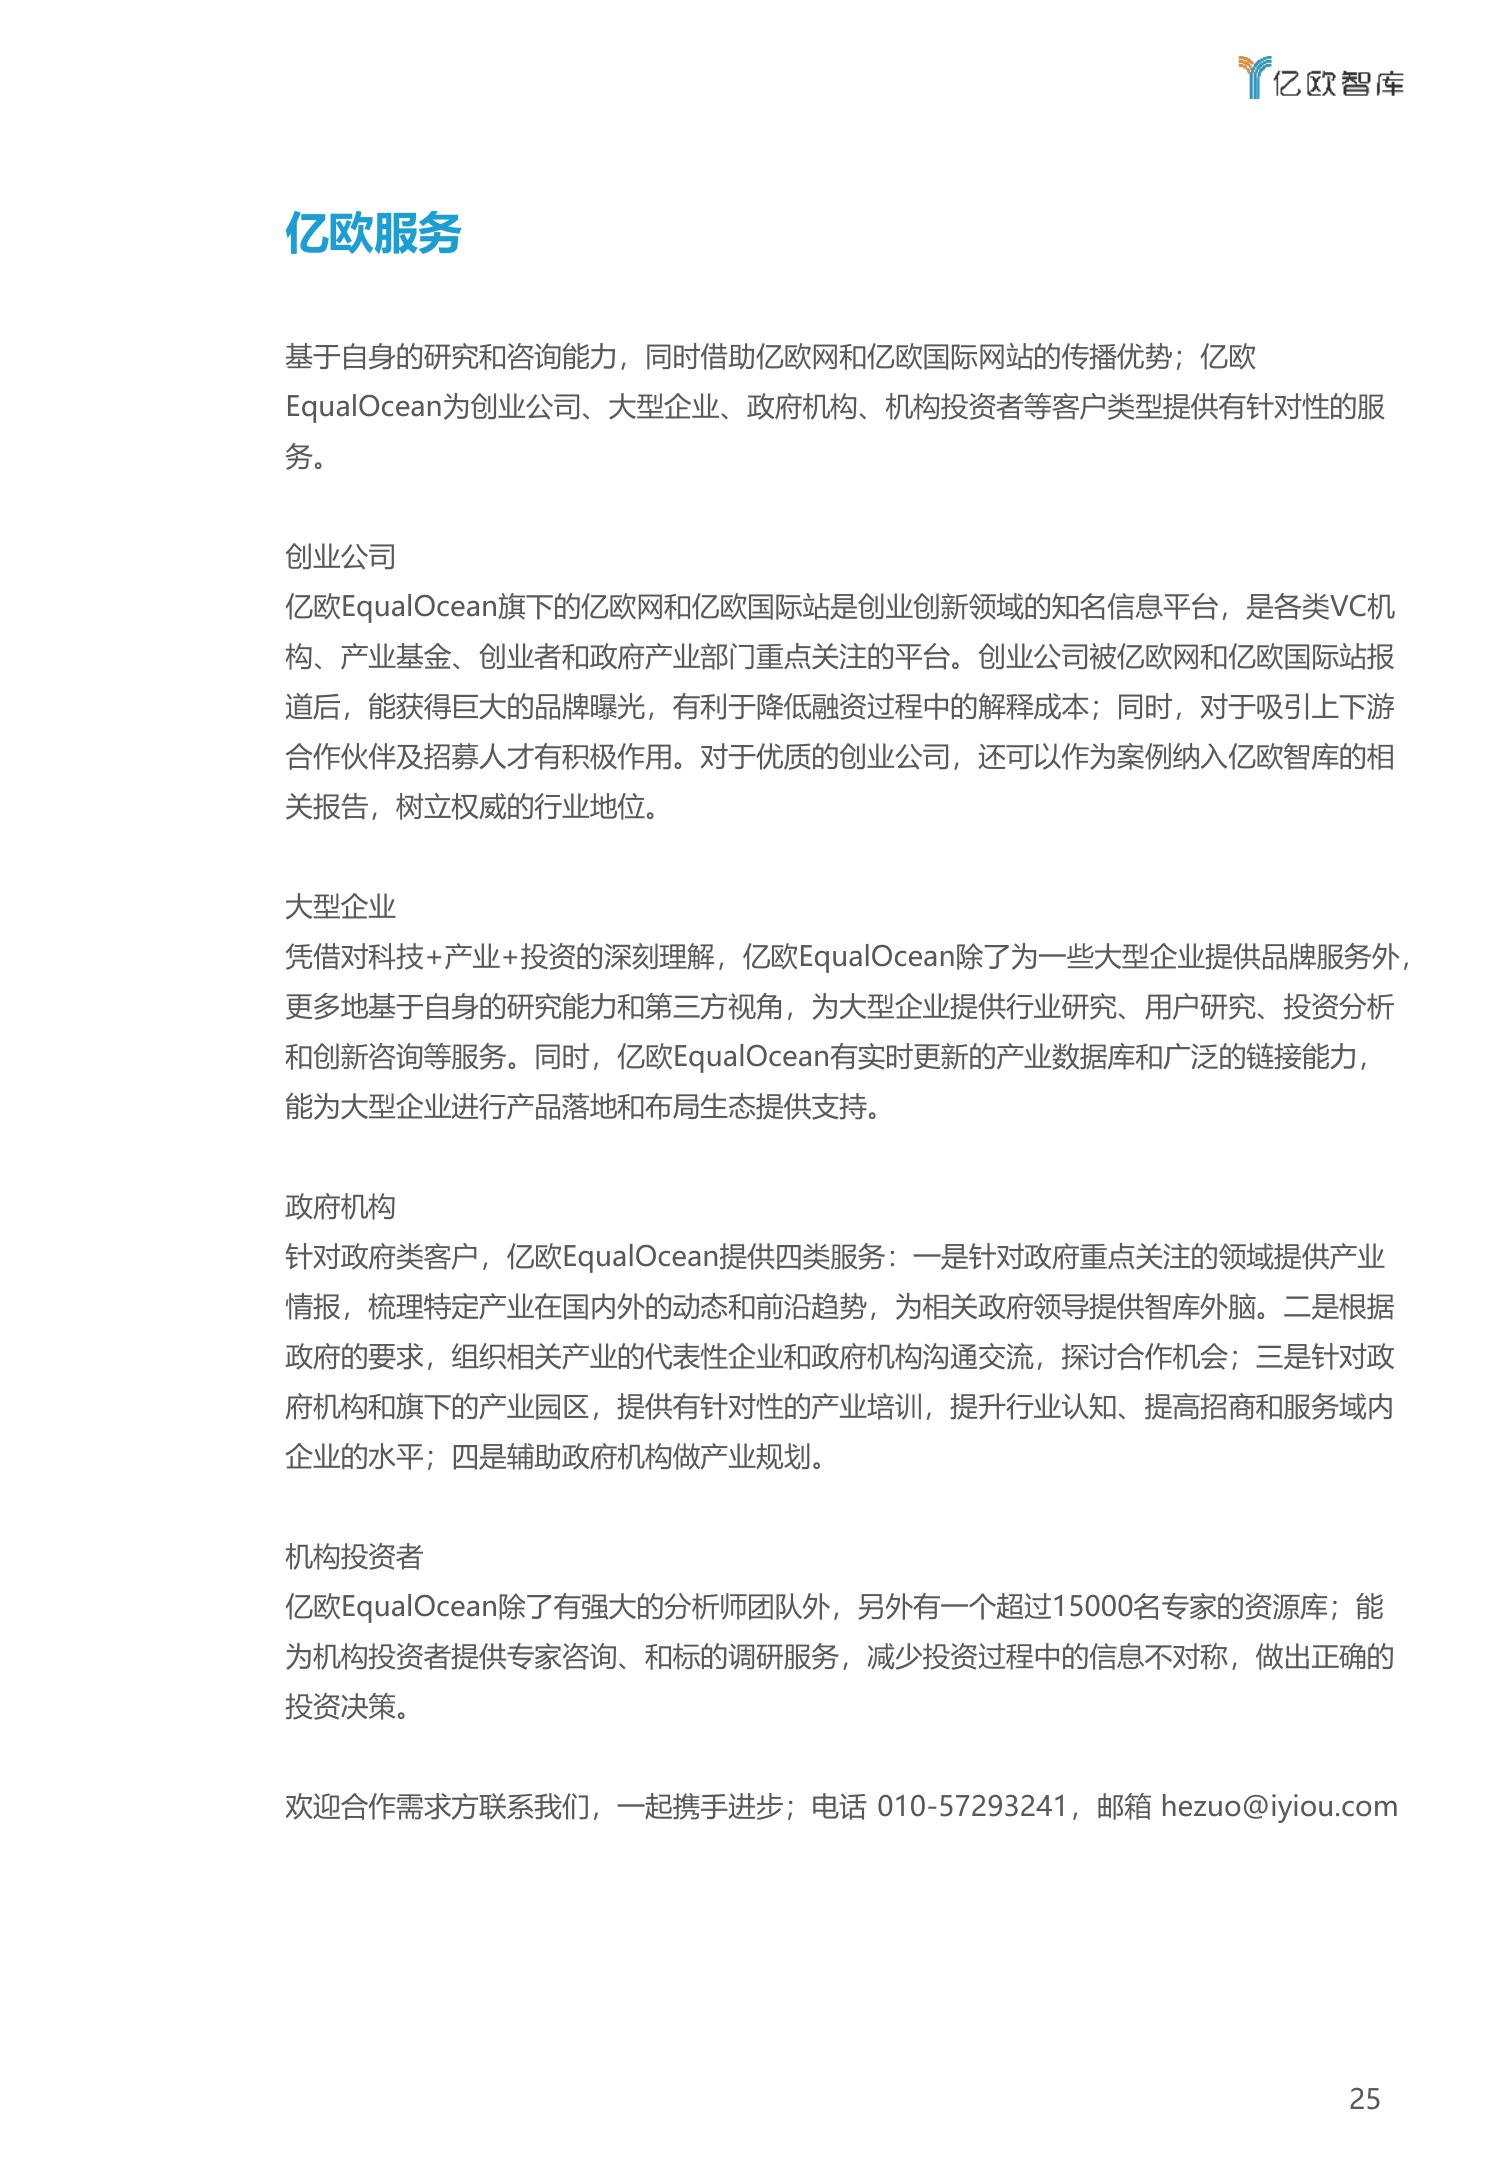 亿欧智库
亿欧服务
基于自身的研究和咨询能力，同时借助亿欧网和亿欧国际网站的传播优势；亿欧
EqualOcean为创业公司、大型企业、政府机构、机构投资者等客户类型提供有针对性的服
务。
创业公司
亿欧EqualOcean旗下的亿欧网和亿欧国际站是创业创新领域的知名信息平台，是各类VC机
构、产业基金、创业者和政府产业部门重点关注的平台。创业公司被亿欧网和亿欧国际站报
道后，能获得巨大的品牌曝光，有利于降低融资过程中的解释成本；同时，对于吸引上下游
合作伙伴及招募人才有积极作用。对于优质的创业公司，还可以作为案例纳入亿欧智库的相
关报告，树立权威的行业地位。
大型企业
凭借对科技+产业+投资的深刻理解，亿欧EqualOcean除了为一些大型企业提供品牌服务外，
更多地基于自身的研究能力和第三方视角，为大型企业提供行业研究、用户研究、投资分析
和创新咨询等服务。同时，亿欧EqualOcean有实时更新的产业数据库和广泛的链接能力，
能为大型企业进行产品落地和布局生态提供支持。
政府机构
针对政府类客户，亿欧EqualOcean提供四类服务：一是针对政府重点关注的领域提供产业
情报，梳理特定产业在国内外的动态和前沿趋势，为相关政府领导提供智库外脑。二是根据
政府的要求，组织相关产业的代表性企业和政府机构沟通交流，探讨合作机会；三是针对政
府机构和旗下的产业园区，提供有针对性的产业培训，提升行业认知、提高招商和服务域内
企业的水平；四是辅助政府机构做产业规划。
机构投资者
亿欧EqualOcean除了有强大的分析师团队外，另外有一个超过15000名专家的资源库；能
为机构投资者提供专家咨询、和标的调研服务，减少投资过程中的信息不对称，做出正确的
投资决策。
欢迎合作需求方联系我们，一起携手进步；电话 010-57293241，邮箱 hezuo@iyiou.com
25